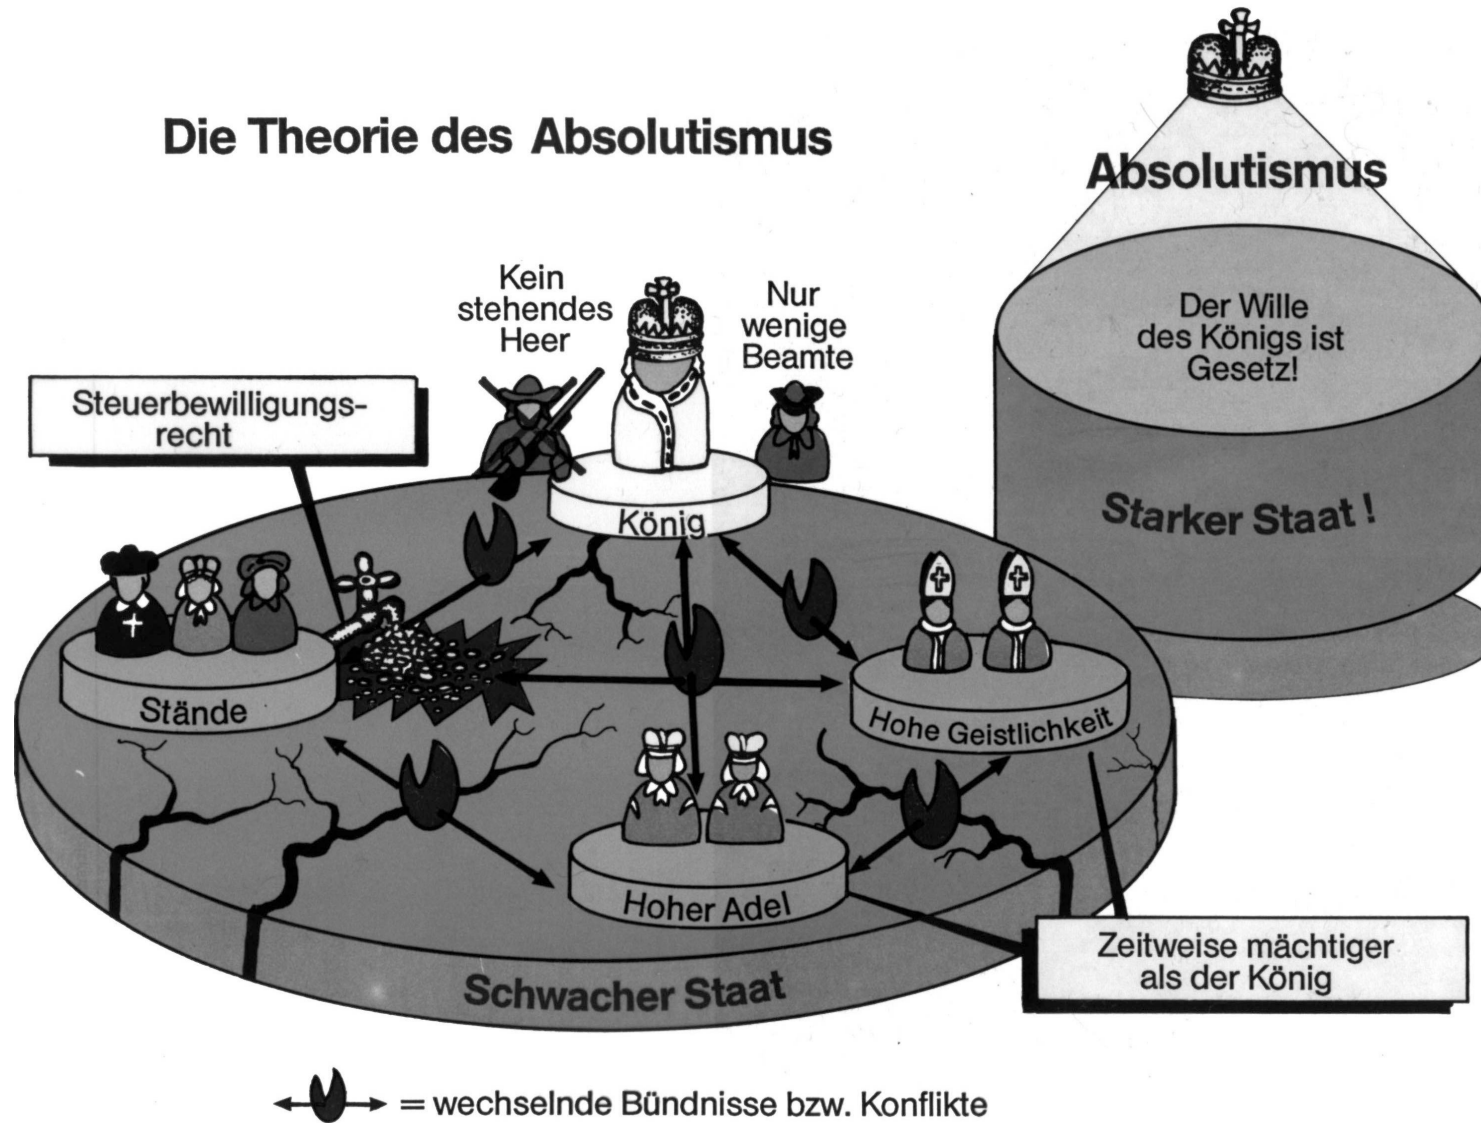 Die Theorie des Absolutismus
Absolutismus
Der Wille
des Königs ist
Gesetz!
Starker Staat!
Kein
stehendes
Heer
Nur
wenige
Beamte
Steuerbewilligungs-
recht
König
Stände
Hohe Geistlichkeit
Hoher Adel
Zeitweise mächtiger
als der König
Schwacher Staat
= wechselnde Bündnisse bzw. Konflikte